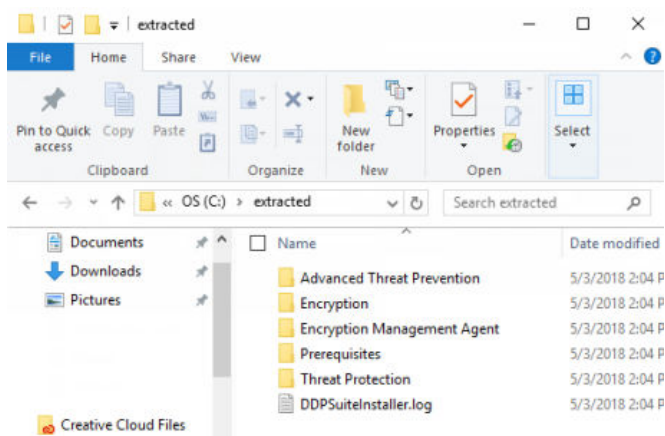 extracted
File Home Share View
Pin to Quick access Copy Paste New folder Properties Select
Clipboard Organize New Open
« OS (C:) › extracted Search extracted
Documents
Downloads
Pictures
Creative Cloud Files
Name Date modified
Advanced Threat Prevention 5/3/2018 2:04 P
Encryption 5/3/2018 2:04 P
Encryption Management Agent 5/3/2018 2:04 P
Prerequisites 5/3/2018 2:04 P
Threat Protection 5/3/2018 2:04 P
DDPSuiteInstaller.log 5/3/2018 2:04 P